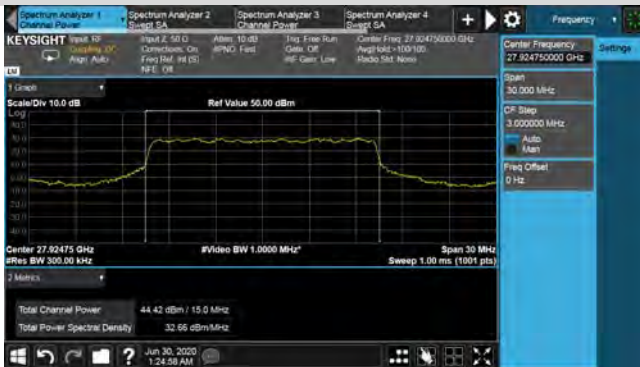 Spectrum Analyzer 1
Channel Power
Spectrum Analyzer 2
Swept SA
Spectrum Analyzer 3
Channel Power
Spectrum Analyzer 4
Swept SA
Frequency
KEYSIGHT
Input: RF
Coupling: DC
Align: Auto
Input Z: 50 Ω
Corrections: On
Freq Ref: Int (S)
NFE: Off
Atten: 10 dB
#PNO: Fast
Trig: Free Run
Gate: Off
#IF Gain: Low
Center Freq: 27.924750000 GHz
Avg|Hold:>100/100
Radio Std: None
Center Frequency
27.924750000 GHz
Settings
Span
30.000 MHz
CF Step
3.000000 MHz
Auto
Man
Freq Offset
0 Hz
1 Graph
Scale/Div 10.0 dB
Ref Value 50.00 dBm
Log
40.0
30.0
Center 27.92475 GHz
#Video BW 1.0000 MHz*
Span 30 MHz
#Res BW 300.00 kHz
Sweep 1.00 ms (1001 pts)
2 Metrics
Total Channel Power
44.42 dBm / 15.0 MHz
Total Power Spectral Density
32.66 dBm/MHz
Jun 30, 2020
1:24:58 AM